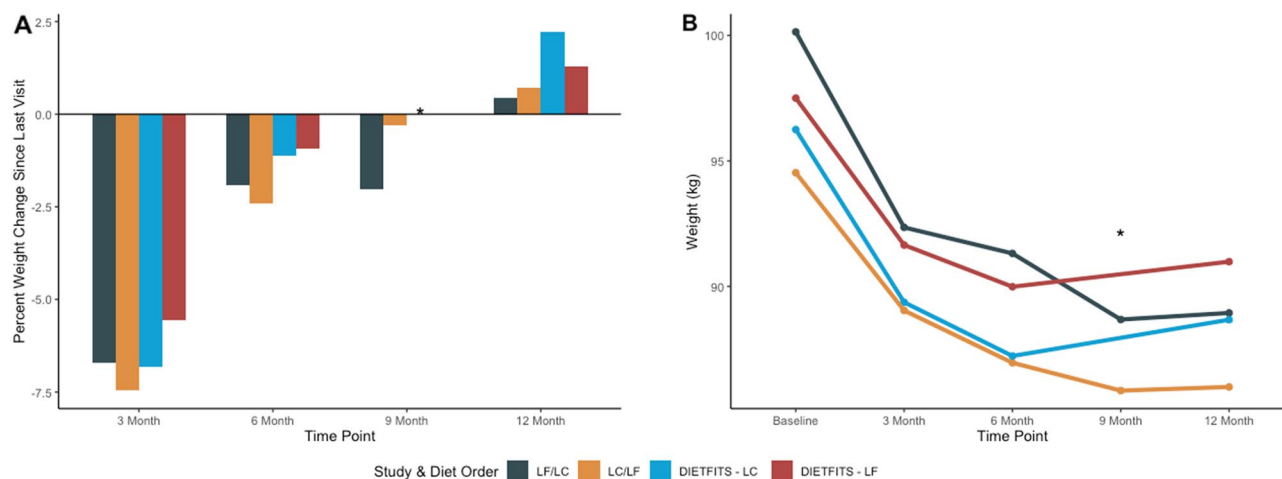 A
Percent Weight Change Since Last Visit
2.5
0.0
-2.5
-5.0
-7.5
*
3 Month
6 Month
9 Month
12 Month
Time Point
B
Weight (kg)
100
95
90
*
Baseline
3 Month
6 Month
9 Month
12 Month
Time Point
Study & Diet Order LF/LC LC/LF DIETFITS - LC DIETFITS - LF